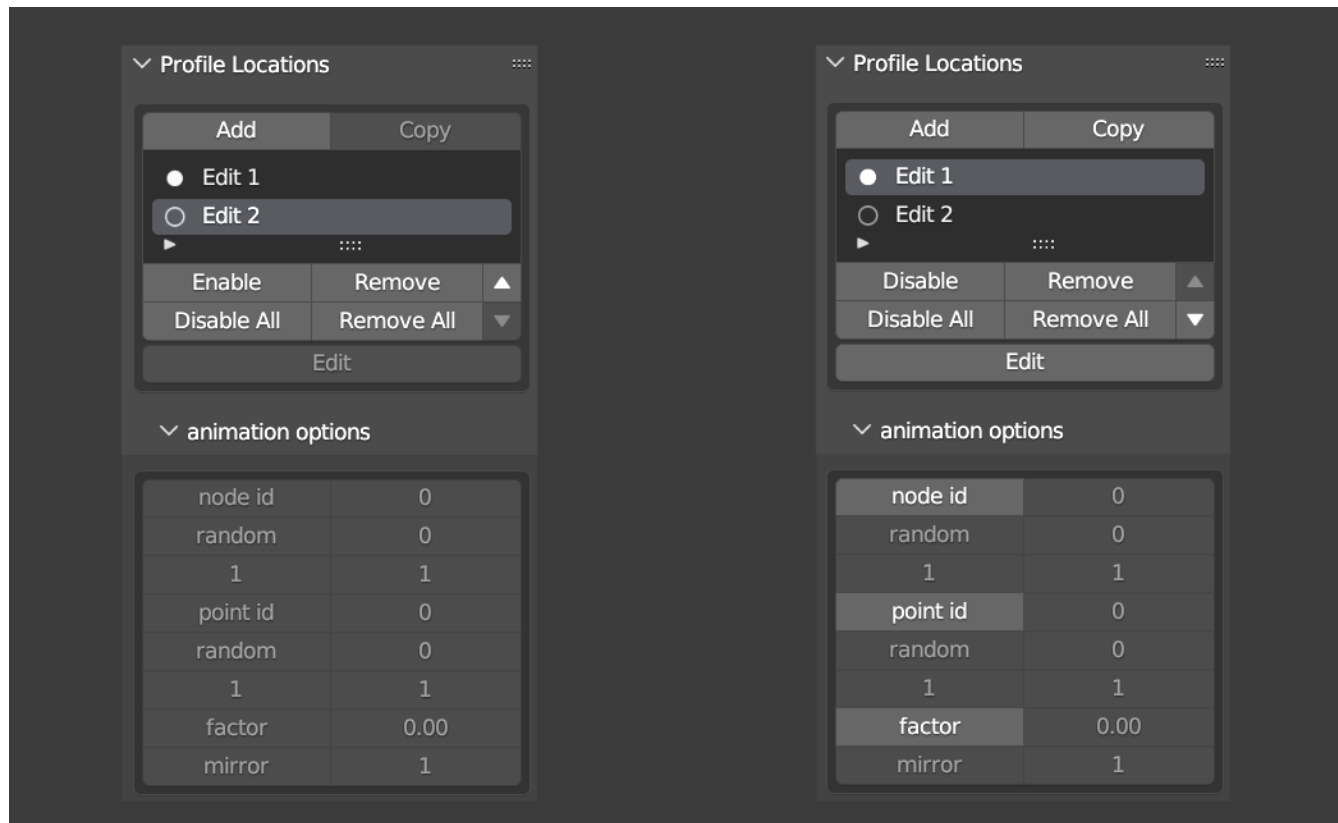 Profile Locations
Add Copy
Edit 1
Edit 2
Enable Remove
Disable All Remove All
Edit
animation options
node id 0
random 0
1 1
point id 0
random 0
1 1
factor 0.00
mirror 1
Profile Locations
Add Copy
Edit 1
Edit 2
Disable Remove
Disable All Remove All
Edit
animation options
node id 0
random 0
1 1
point id 0
random 0
1 1
factor 0.00
mirror 1